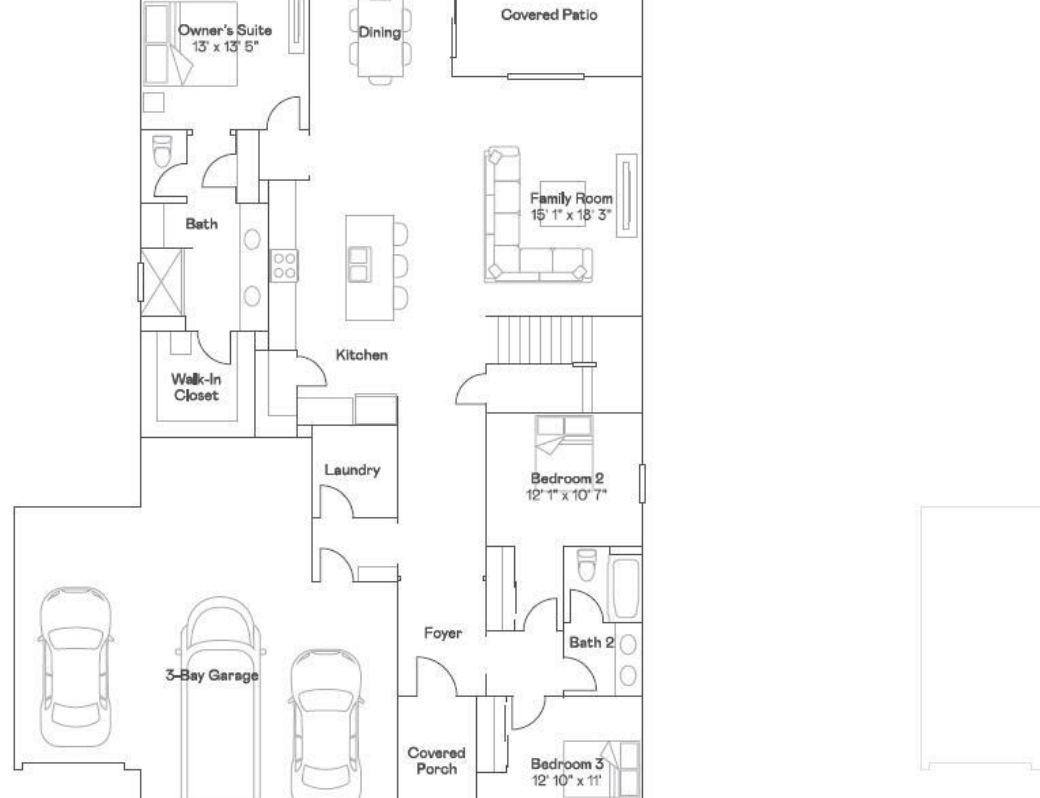 Covered Patio
Owner's Suite
13' x 13' 5"
Dining
Family Room
15' 1" x 18' 3"
Bath
Kitchen
Walk-In
Closet
Laundry
Bedroom 2
12' 1" x 10' 7"
Foyer
Bath 2
3-Bay Garage
Covered
Porch
Bedroom 3
12' 10" x 11'